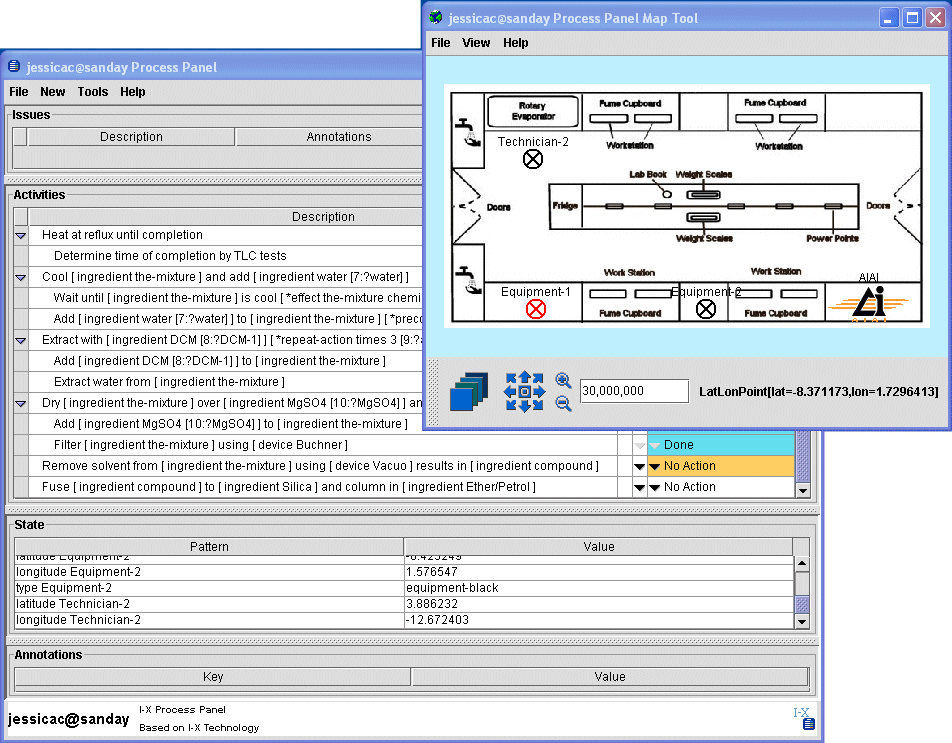 jessicac@sanday Process Panel Map Tool
File View Help
Rotary
Evaporator
Fume Cupboard
Fume Cupboard
Workstation
Workstation
Technician-2
Lab Book
Weight Scales
Doors
Fridge
Doors
Weight Scales
Power Points
Work Station
Work Station
AIAI
Equipment-1
Equipment-2
Fume Cupboard
Fume Cupboard
Ai
A I A I
30,000,000
LatLonPoint[lat=-8.371173,lon=1.7296413]
jessicac@sanday Process Panel
File New Tools Help
Issues
Description Annotations
Activities
Description
Heat at reflux until completion
Determine time of completion by TLC tests
Cool [ ingredient the-mixture ] and add [ ingredient water [7:?water] ]
Wait until [ ingredient the-mixture ] is cool [ *effect the-mixture chemi
Add [ ingredient water [7:?water] ] to [ ingredient the-mixture ] [ *prec
Extract with [ ingredient DCM [8:?DCM-1] ] [ *repeat-action times 3 [9:?
Add [ ingredient DCM [8:?DCM-1] ] to [ ingredient the-mixture ]
Extract water from [ ingredient the-mixture ]
Dry [ ingredient the-mixture ] over [ ingredient MgSO4 [10:?MgSO4] ] an
Add [ ingredient MgSO4 [10:?MgSO4] ] to [ ingredient the-mixture ]
Filter [ ingredient the-mixture ] using [ device Buchner ] Done
Remove solvent from [ ingredient the-mixture ] using [ device Vacuo ] results in [ ingredient compound ] No Action
Fuse [ ingredient compound ] to [ ingredient Silica ] and column in [ ingredient Ether/Petrol ] No Action
State
Pattern Value
latitude Equipment-2 -8.423249
longitude Equipment-2 1.576547
type Equipment-2 equipment-black
latitude Technician-2 3.886232
longitude Technician-2 -12.672403
Annotations
Key Value
jessicac@sanday
I-X Process Panel
Based on I-X Technology
I-X